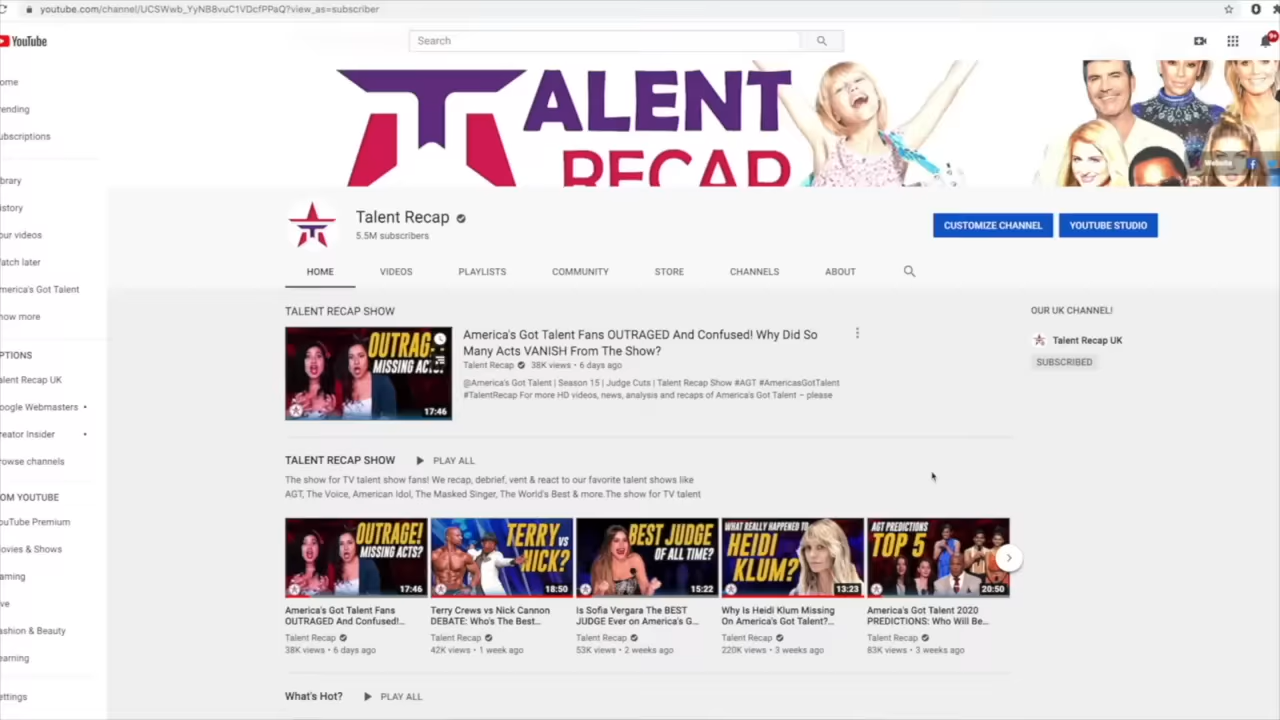 youtube.com/channel/UCSWwb_YyNB8vuC1VDcfPPaQ?view_as=subscriber
YouTube
Search
9+
ome
rending
ubscriptions
ibrary
istory
our videos
atch later
merica's Got Talent
how more
PTIONS
alent Recap UK
oogle Webmasters •
reator Insider •
rowse channels
OM YOUTUBE
ouTube Premium
ovies & Shows
aming
ve
ashion & Beauty
earning
ettings
TALENT
RECAP
Website
Talent Recap
5.5M subscribers
CUSTOMIZE CHANNEL
YOUTUBE STUDIO
HOME VIDEOS PLAYLISTS COMMUNITY STORE CHANNELS ABOUT
TALENT RECAP SHOW
OUTRAG
MISSING ACT
17:46
America's Got Talent Fans OUTRAGED And Confused! Why Did So
Many Acts VANISH From The Show?
Talent Recap 38K views • 6 days ago
@America's Got Talent | Season 15 | Judge Cuts | Talent Recap Show #AGT #AmericasGotTalent
#TalentRecap For more HD videos, news, analysis and recaps of America's Got Talent – please
OUR UK CHANNEL!
Talent Recap UK
SUBSCRIBED
TALENT RECAP SHOW PLAY ALL
The show for TV talent show fans! We recap, debrief, vent & react to our favorite talent shows like
AGT, The Voice, American Idol, The Masked Singer, The World's Best & more.The show for TV talent
OUTRAGE!
MISSING ACTS?
17:46
America's Got Talent Fans
OUTRAGED And Confused!...
Talent Recap
38K views • 6 days ago
TERRY
VS
NICK?
18:50
Terry Crews vs Nick Cannon
DEBATE: Who's The Best...
Talent Recap
42K views • 1 week ago
BEST JUDGE
OF ALL TIME?
15:22
Is Sofia Vergara The BEST
JUDGE Ever on America's G...
Talent Recap
53K views • 2 weeks ago
WHAT REALLY HAPPENED TO
HEIDI
KLUM?
13:23
Why Is Heidi Klum Missing
On America's Got Talent?...
Talent Recap
220K views • 3 weeks ago
AGT PREDICTIONS
TOP 5
20:50
America's Got Talent 2020
PREDICTIONS: Who Will Be...
Talent Recap
83K views • 3 weeks ago
What's Hot? PLAY ALL